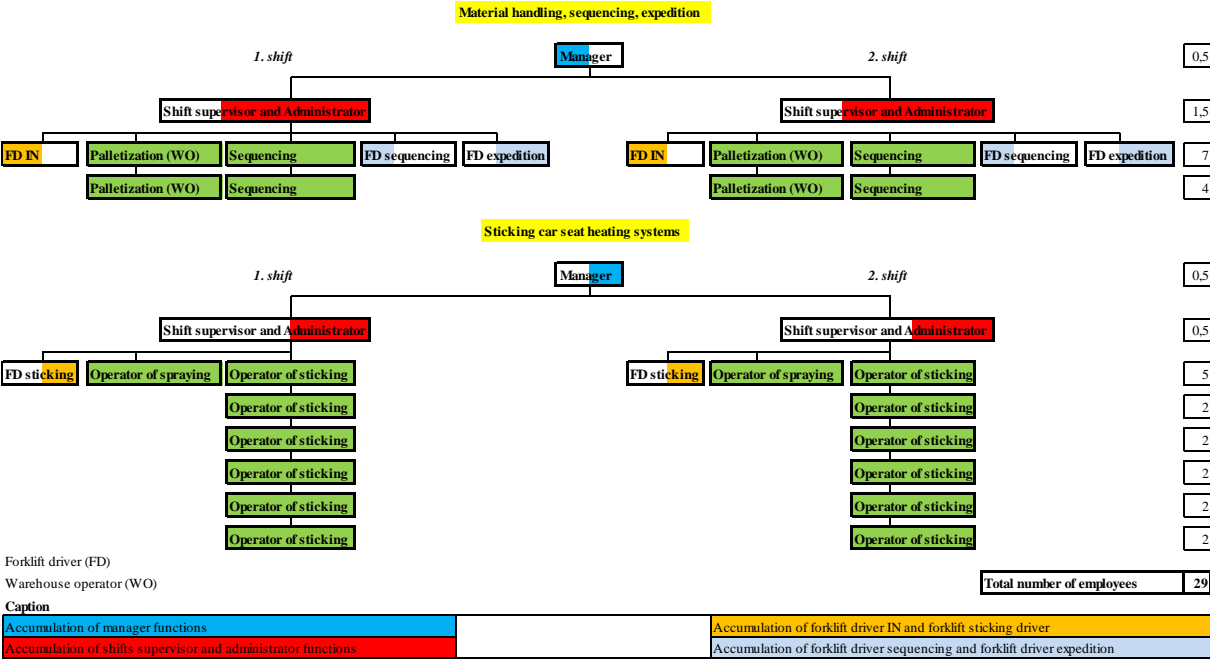 Material handling, sequencing, expedition
1. shift Manager 2. shift 0,5
Shift supervisor and Administrator Shift supervisor and Administrator 1,5
FD IN Palletization (WO) Sequencing FD sequencing FD expedition FD IN Palletization (WO) Sequencing FD sequencing FD expedition 7
Palletization (WO) Sequencing Palletization (WO) Sequencing 4
Sticking car seat heating systems
1. shift Manager 2. shift 0,5
Shift supervisor and Administrator Shift supervisor and Administrator 0,5
FD sticking Operator of spraying Operator of sticking FD sticking Operator of spraying Operator of sticking 5
Operator of sticking Operator of sticking 2
Operator of sticking Operator of sticking 2
Operator of sticking Operator of sticking 2
Operator of sticking Operator of sticking 2
Operator of sticking Operator of sticking 2
Forklift driver (FD)
Warehouse operator (WO) Total number of employees 29
Caption
Accumulation of manager functions Accumulation of forklift driver IN and forklift sticking driver
Accumulation of shifts supervisor and administrator functions Accumulation of forklift driver sequencing and forklift driver expedition